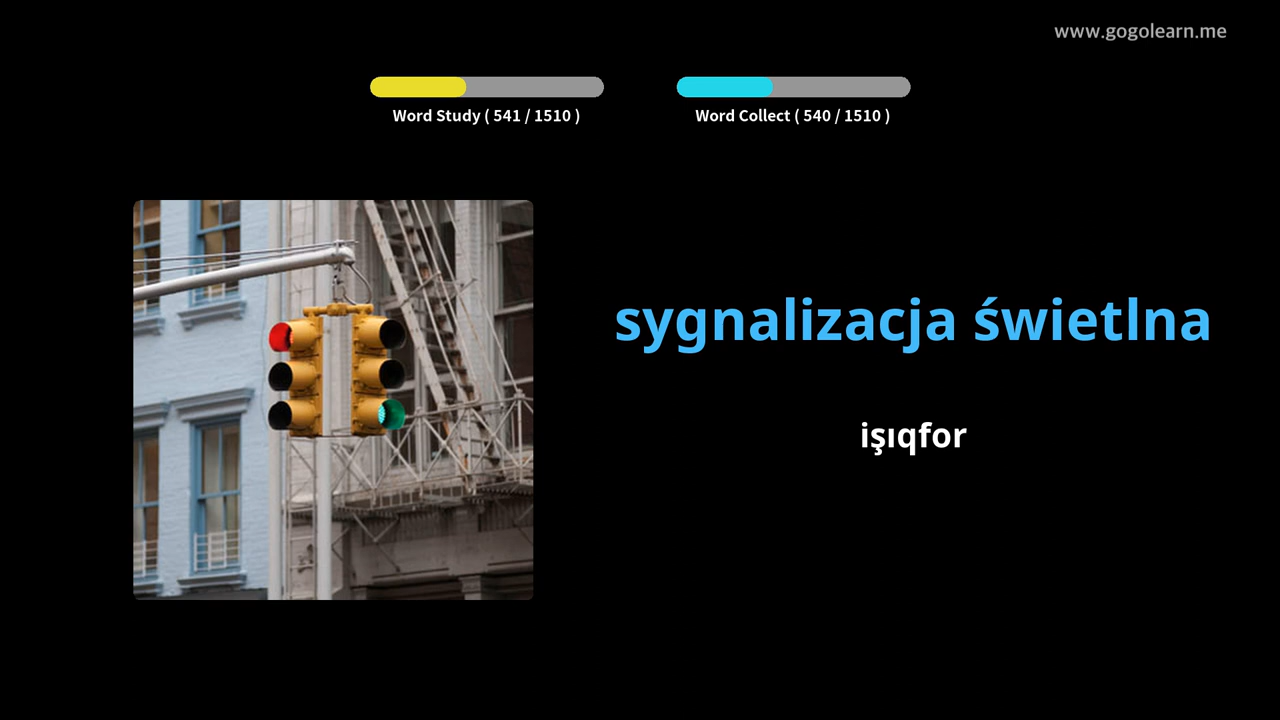 www.gogolearn.me
Word Study ( 541 / 1510 )
Word Collect ( 540 / 1510 )
sygnalizacja świetlna
işıqfor